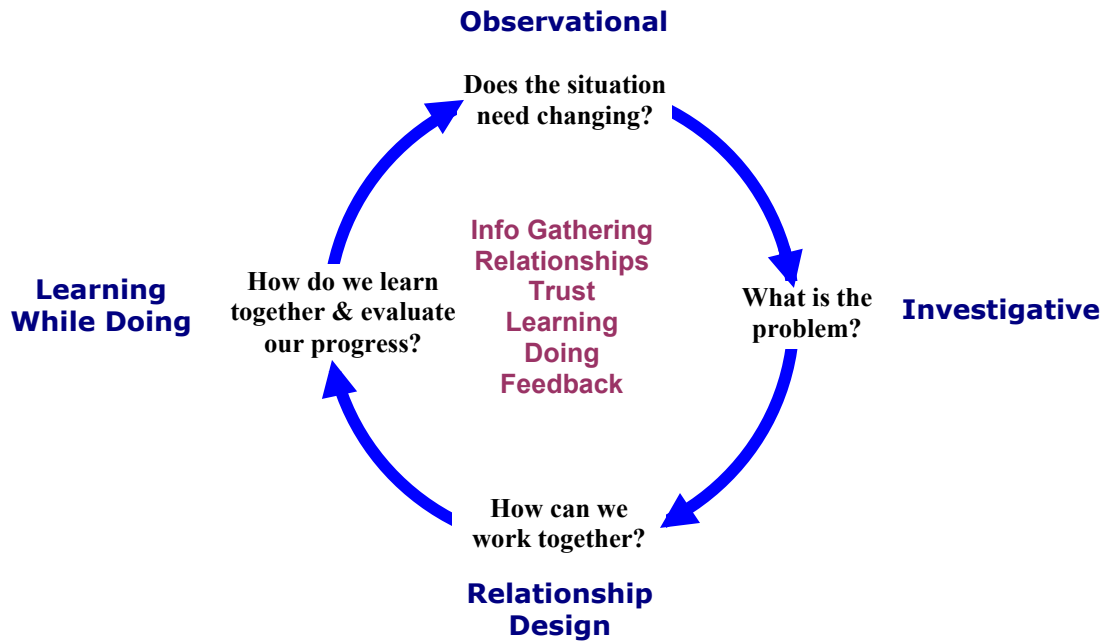 Observational
Does the situation
need changing?
Info Gathering
Relationships
Trust
Learning
Doing
Feedback
What is the
problem?
Investigative
How do we learn
together & evaluate
our progress?
Learning
While Doing
How can we
work together?
Relationship
Design